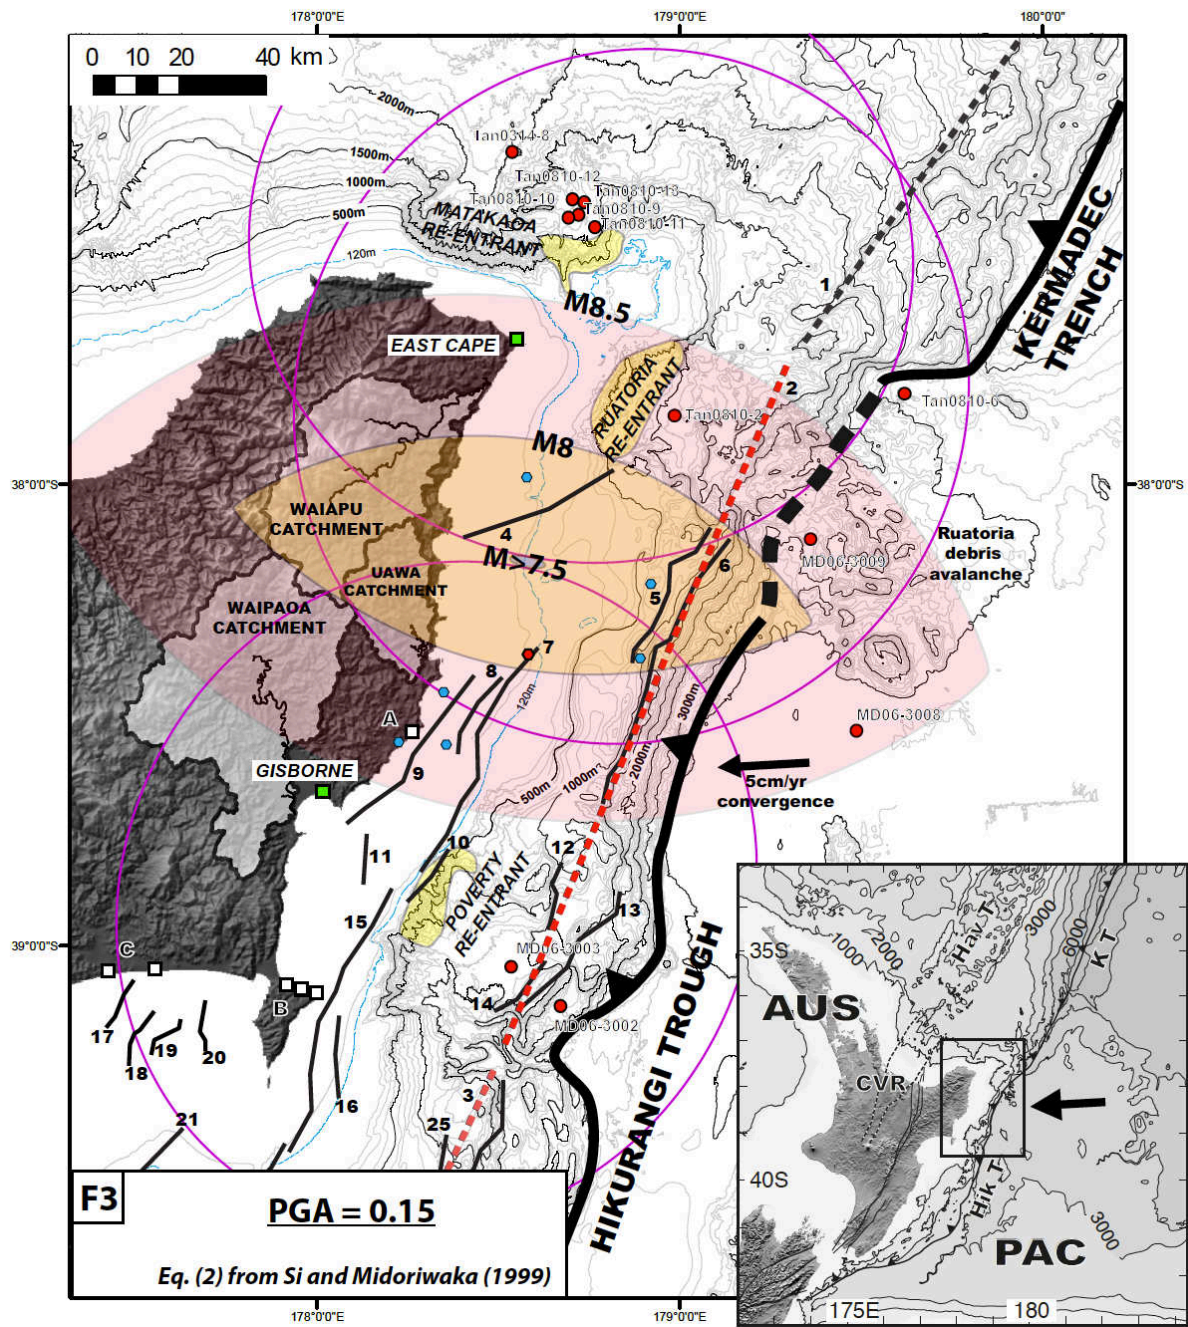 178°0'0"E
179°0'0"E
180°0'0"
0 10 20 40 km
2000m
1500m
1000m
500m
120m
Tan0314-8
Tan0810-12
Tan0810-10
Tan0810-13
Tan0810-9
Tan0810-11
MATAKAOA
RE-ENTRANT
1
KERMADEC
TRENCH
M8.5
EAST CAPE
RUATORIA
RE-ENTRANT
2
Tan0810-2
Tan0810-6
M8
38°0'0"S
38°0'0"S
WAIAPU
CATCHMENT
4
M>7.5
UAWA
CATCHMENT
WAIPAOA
CATCHMENT
6
5
MD06-3009
Ruatoria
debris
avalanche
7
8
120m
3000m
2000m
1000m
500m
MD06-3008
A
9
GISBORNE
5cm/yr
convergence
10
11
12
13
15
POVERTY
RE-ENTRANT
39°0'0"S
C
B
MD06-3003
14
MD06-3002
HIKURANGI TROUGH
17
18
19
20
16
21
3
25
F3
PGA = 0.15
Eq. (2) from Si and Midoriwaka (1999)
178°0'0"E
179°0'0"E
35S
1000
2000
Hav T
3000
6000
K T
AUS
CVR
40S
Hik T
PAC
3000
175E
180